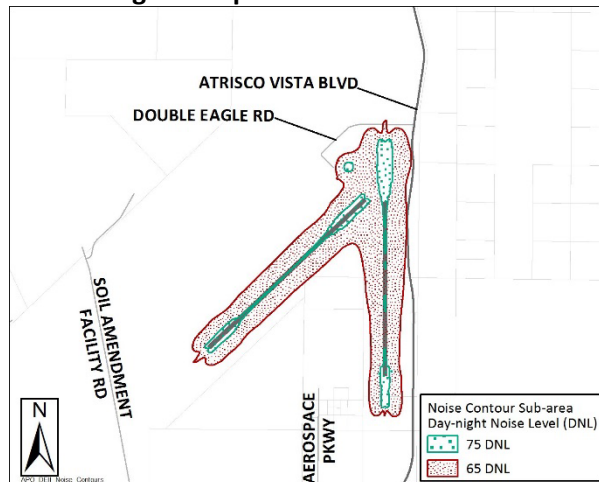 ATRISCO VISTA BLVD
DOUBLE EAGLE RD
SOIL AMENDMENT
FACILITY RD
AEROSPACE
PKWY
N
Noise Contour Sub-area
Day-night Noise Level (DNL)
75 DNL
65 DNL
APO_DEII_Noise_Contours